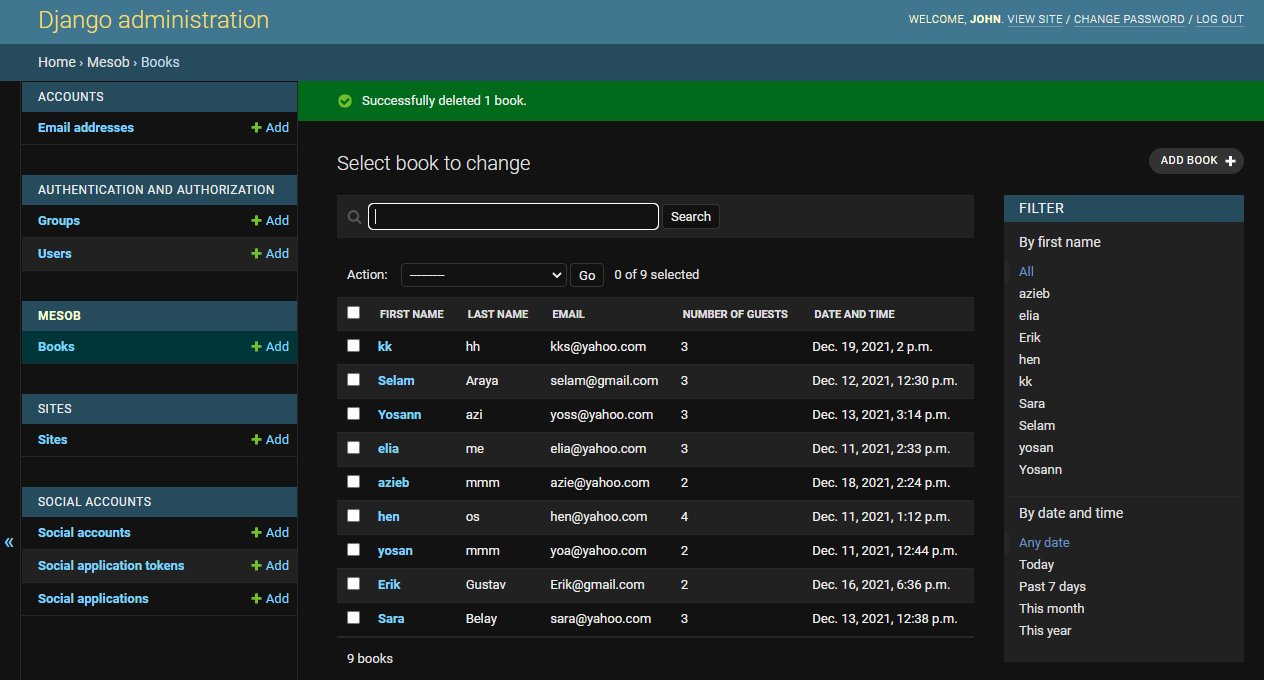 Django administration
WELCOME, JOHN. VIEW SITE / CHANGE PASSWORD / LOG OUT
Home › Mesob › Books
ACCOUNTS
Email addresses + Add
AUTHENTICATION AND AUTHORIZATION
Groups + Add
Users + Add
MESOB
Books + Add
SITES
Sites + Add
SOCIAL ACCOUNTS
Social accounts + Add
Social application tokens + Add
Social applications + Add
«
Successfully deleted 1 book.
Select book to change
ADD BOOK +
Search
Action: --------- Go 0 of 9 selected
FIRST NAME LAST NAME EMAIL NUMBER OF GUESTS DATE AND TIME
kk hh kks@yahoo.com 3 Dec. 19, 2021, 2 p.m.
Selam Araya selam@gmail.com 3 Dec. 12, 2021, 12:30 p.m.
Yosann azi yoss@yahoo.com 3 Dec. 13, 2021, 3:14 p.m.
elia me elia@yahoo.com 3 Dec. 11, 2021, 2:33 p.m.
azieb mmm azie@yahoo.com 2 Dec. 18, 2021, 2:24 p.m.
hen os hen@yahoo.com 4 Dec. 11, 2021, 1:12 p.m.
yosan mmm yoa@yahoo.com 2 Dec. 11, 2021, 12:44 p.m.
Erik Gustav Erik@gmail.com 2 Dec. 16, 2021, 6:36 p.m.
Sara Belay sara@yahoo.com 3 Dec. 13, 2021, 12:38 p.m.
9 books
FILTER
By first name
All
azieb
elia
Erik
hen
kk
Sara
Selam
yosan
Yosann
By date and time
Any date
Today
Past 7 days
This month
This year